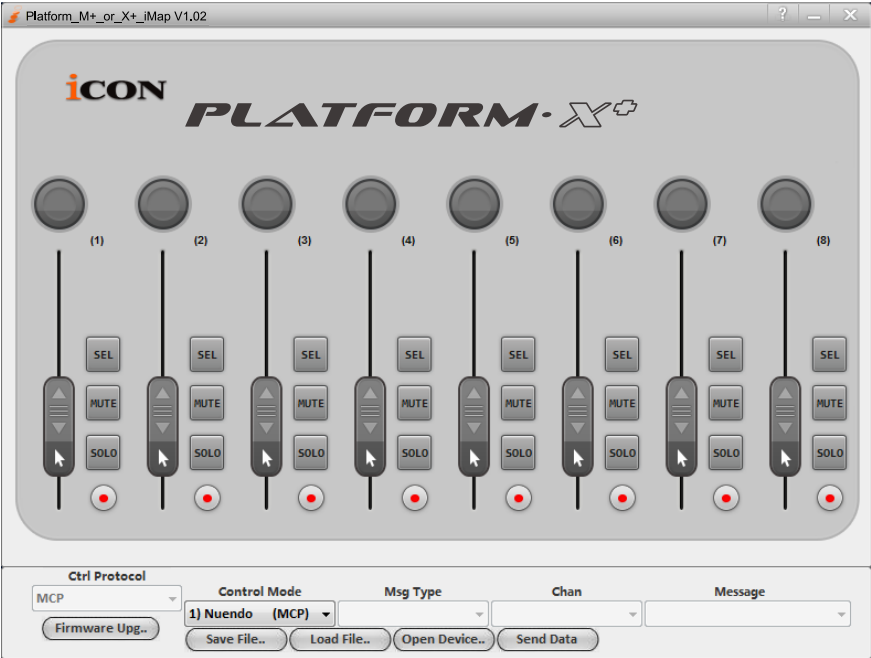 Platform_M+_or_X+_iMap V1.02
?
iCON
PLATFORM·X+
(1) (2) (3) (4) (5) (6) (7) (8)
SEL SEL SEL SEL SEL SEL SEL SEL
MUTE MUTE MUTE MUTE MUTE MUTE MUTE MUTE
SOLO SOLO SOLO SOLO SOLO SOLO SOLO SOLO
Ctrl Protocol
MCP
Control Mode Msg Type Chan Message
1) Nuendo (MCP)
Firmware Upg..
Save File.. Load File.. Open Device.. Send Data